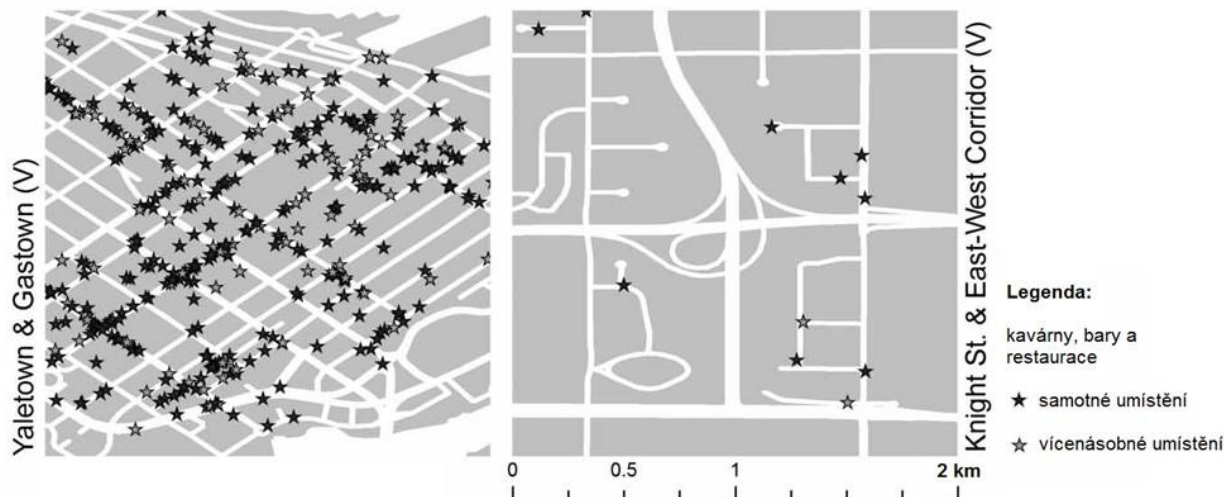 Yaletown & Gastown (V)
Knight St. & East-West Corridor (V)
Legenda:
kavárny, bary a
restaurace
samotné umístění
vícenásobné umístění
0 0.5 1 2 km